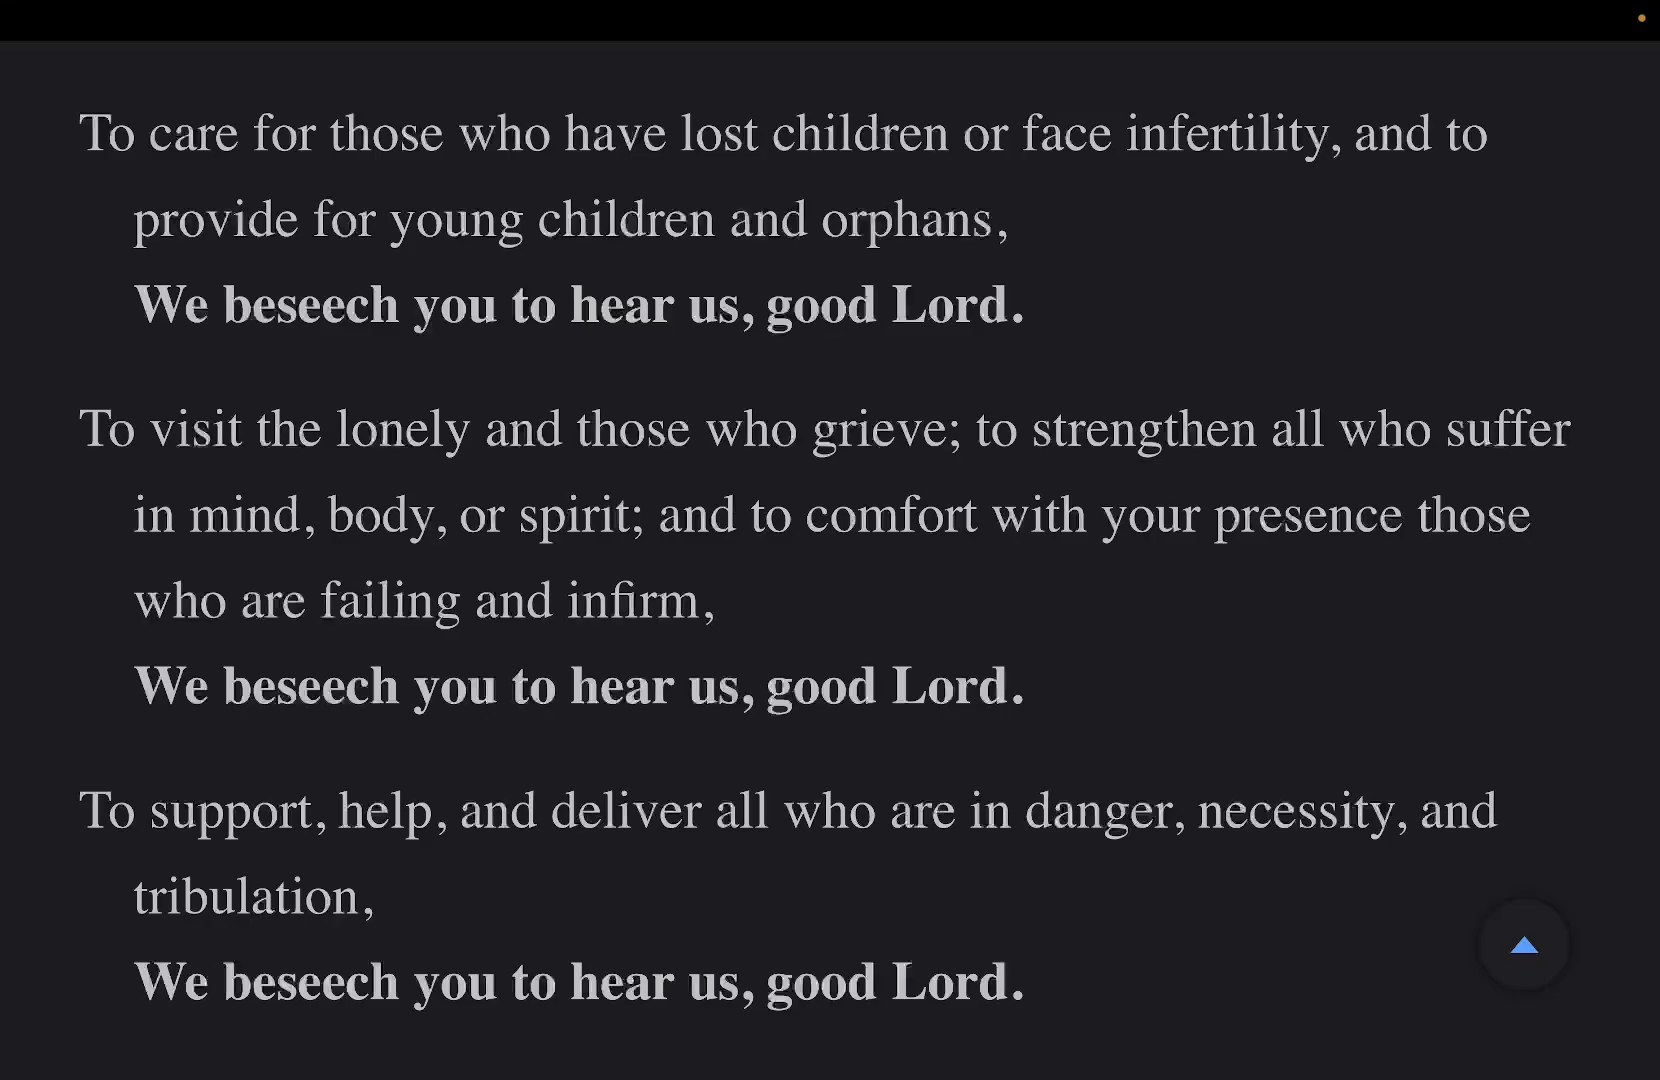 To care for those who have lost children or face infertility, and to
provide for young children and orphans,
We beseech you to hear us, good Lord.
To visit the lonely and those who grieve; to strengthen all who suffer
in mind, body, or spirit; and to comfort with your presence those
who are failing and infirm,
We beseech you to hear us, good Lord.
To support, help, and deliver all who are in danger, necessity, and
tribulation,
We beseech you to hear us, good Lord.